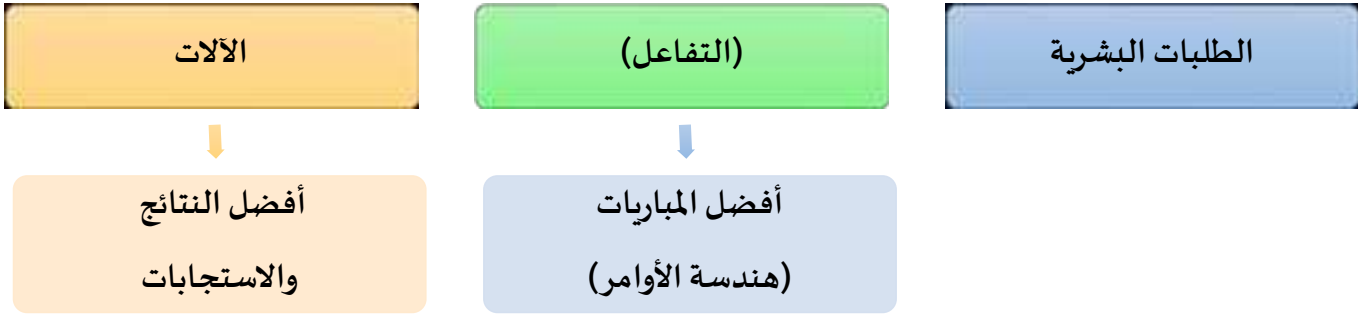 الطلبات البشرية
(التفاعل)
الآلات
أفضل المباريات
(هندسة الأوامر)
أفضل النتائج
والاستجابات